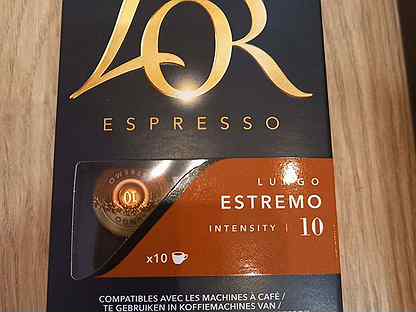 L'OR
ESPRESSO
LUNGO
ESTREMO
INTENSITY | 10
x10
COMPATIBLES AVEC LES MACHINES À CAFÉ /
TE GEBRUIKEN IN KOFFIEMACHINES VAN /